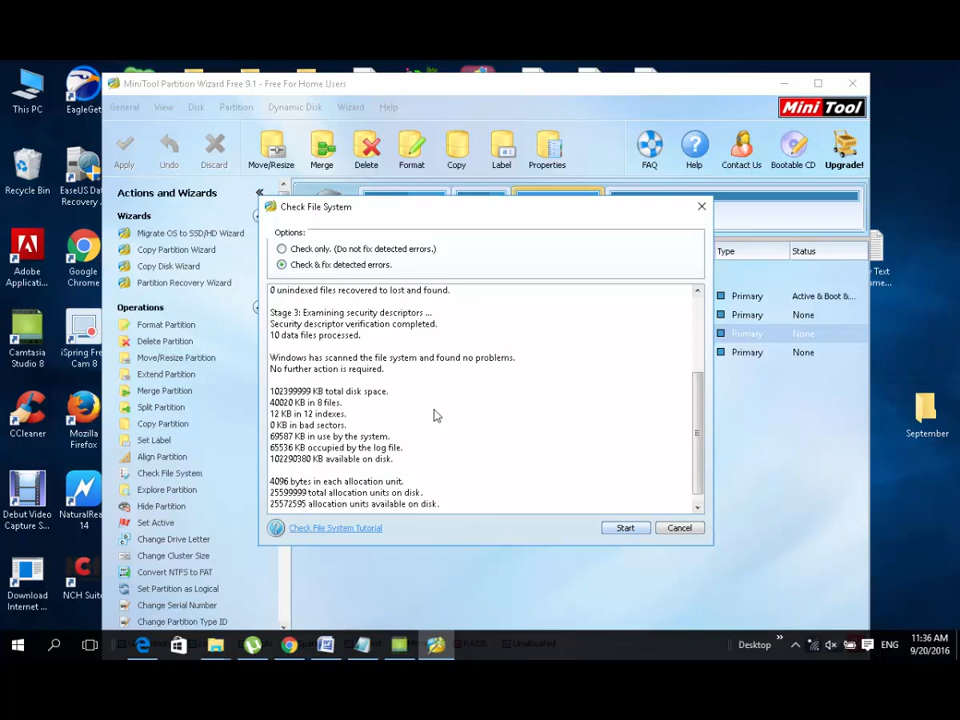 MiniTool Partition Wizard Free 9.1 - Free For Home Users
General View Disk Partition Dynamic Disk Wizard Help
Mini Tool
Apply Undo Discard Move/Resize Merge Delete Format Copy Label Properties FAQ Help Contact Us Bootable CD Upgrade!
This PC
EagleGet
Recycle Bin
EaseUS Data
Recovery ...
Adobe
Applicati...
Google
Chrome
Camtasia
Studio 8
iSpring Free
Cam 8
CCleaner
Mozilla
Firefox
Debut Video
Capture S...
NaturalRea...
14
Download
Internet ...
NCH Suite
Actions and Wizards
Wizards
Migrate OS to SSD/HD Wizard
Copy Partition Wizard
Copy Disk Wizard
Partition Recovery Wizard
Operations
Format Partition
Delete Partition
Move/Resize Partition
Extend Partition
Merge Partition
Split Partition
Copy Partition
Set Label
Align Partition
Check File System
Explore Partition
Hide Partition
Set Active
Change Drive Letter
Change Cluster Size
Convert NTFS to FAT
Set Partition as Logical
Change Serial Number
Change Partition Type ID
Check File System
Options:
Check only. (Do not fix detected errors.)
Check & fix detected errors.
0 unindexed files recovered to lost and found.
Stage 3: Examining security descriptors ...
Security descriptor verification completed.
10 data files processed.
Windows has scanned the file system and found no problems.
No further action is required.
102399999 KB total disk space.
40020 KB in 8 files.
12 KB in 12 indexes.
0 KB in bad sectors.
69587 KB in use by the system.
65536 KB occupied by the log file.
102290380 KB available on disk.
4096 bytes in each allocation unit.
25599999 total allocation units on disk.
25572595 allocation units available on disk.
Check File System Tutorial
Start Cancel
Type Status
Primary Active & Boot &...
Primary None
Primary None
Primary None
September
Unallocated
Desktop
ENG
11:36 AM
9/20/2016